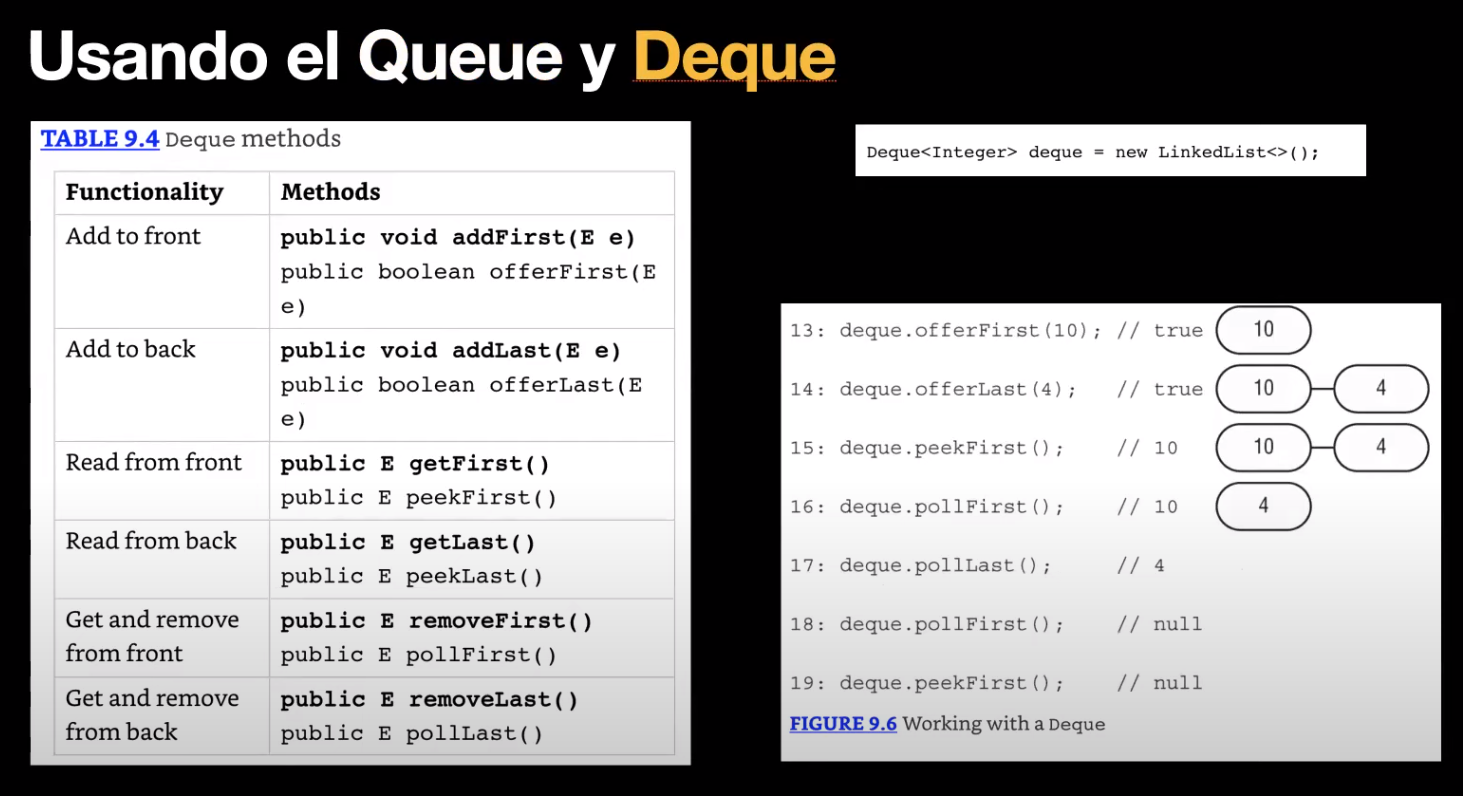 Usando el Queue y Deque
TABLE 9.4 Deque methods
Functionality Methods
Add to front public void addFirst(E e)
public boolean offerFirst(E
e)
Add to back public void addLast(E e)
public boolean offerLast(E
e)
Read from front public E getFirst()
public E peekFirst()
Read from back public E getLast()
public E peekLast()
Get and remove public E removeFirst()
from front public E pollFirst()
Get and remove public E removeLast()
from back public E pollLast()
Deque<Integer> deque = new LinkedList<>();
13: deque.offerFirst(10); // true 10
14: deque.offerLast(4); // true 10 4
15: deque.peekFirst(); // 10 10 4
16: deque.pollFirst(); // 10 4
17: deque.pollLast(); // 4
18: deque.pollFirst(); // null
19: deque.peekFirst(); // null
FIGURE 9.6 Working with a Deque